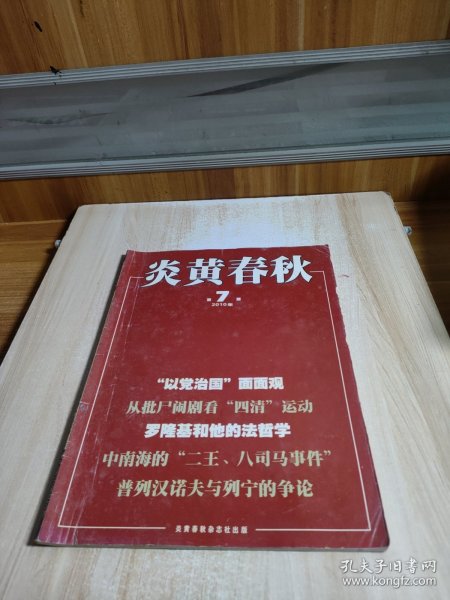 炎黄春秋
第7期
2010年
“以党治国”面面观
从批尸闹剧看“四清”运动
罗隆基和他的法哲学
中南海的“二王、八司马事件”
普列汉诺夫与列宁的争论
炎黄春秋杂志社出版
孔夫子旧书网
www.kongfz.com